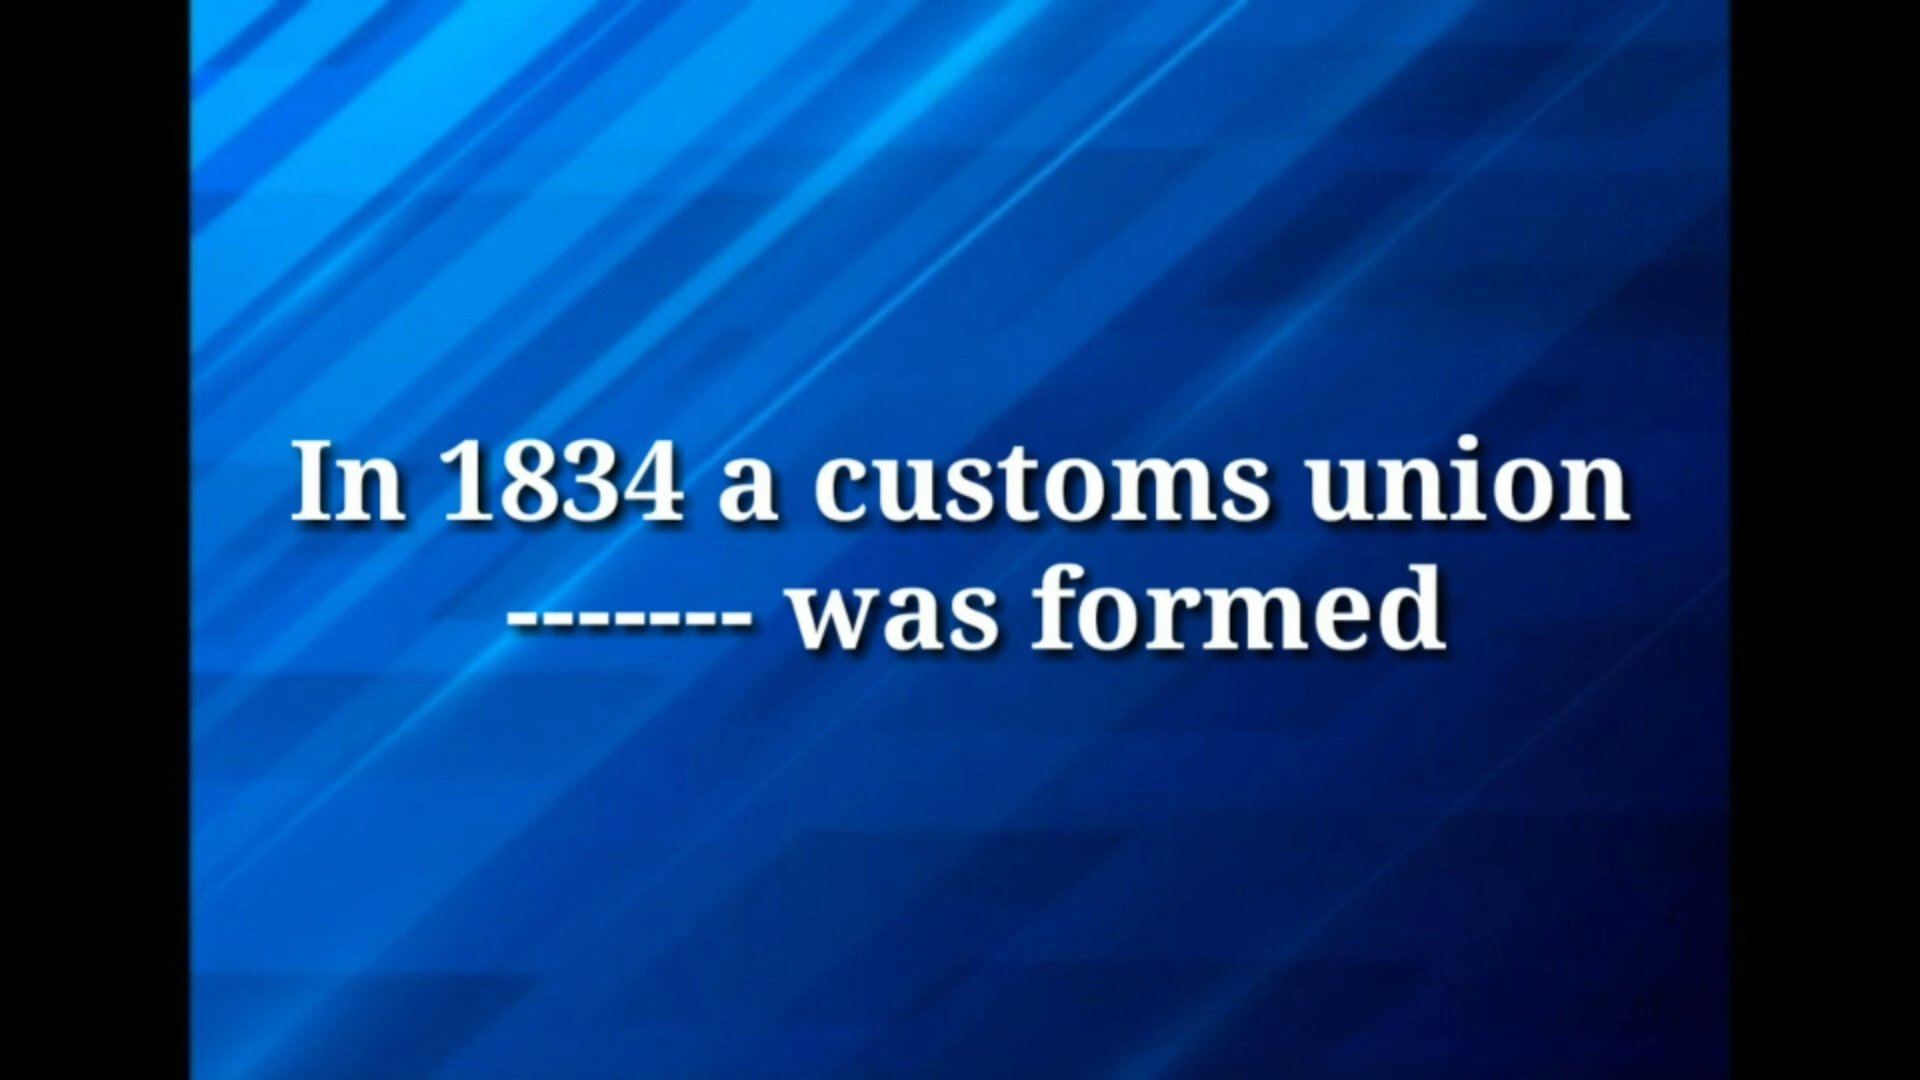 In 1834 a customs union
------- was formed